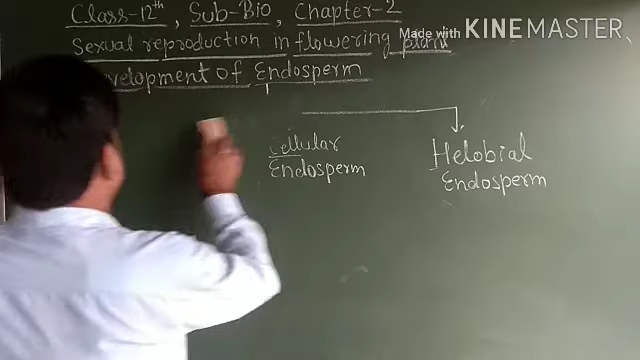 Class-12th, Sub-Bio, Chapter-2
Sexual reproduction in flowering plant
velopment of Endosperm
Cellular
Endosperm
Helobial
Endosperm
Made with KINEMASTER